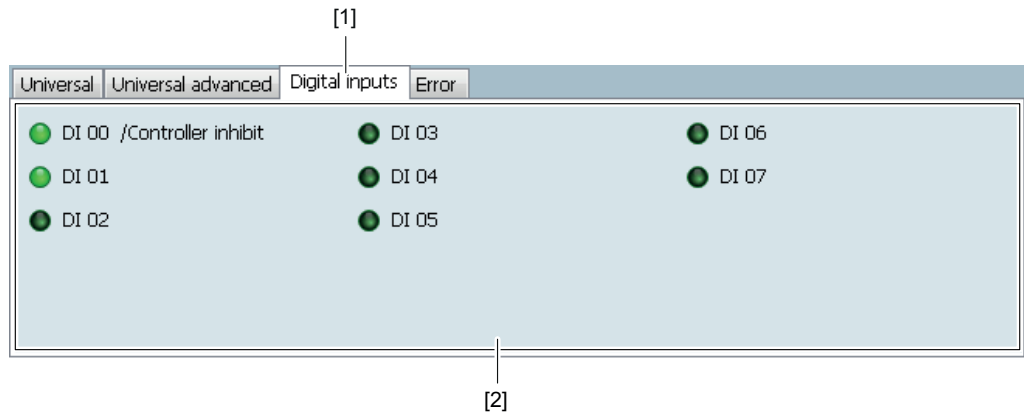 [1]
Universal Universal advanced Digital inputs Error
DI 00 /Controller inhibit DI 03 DI 06
DI 01 DI 04 DI 07
DI 02 DI 05
[2]